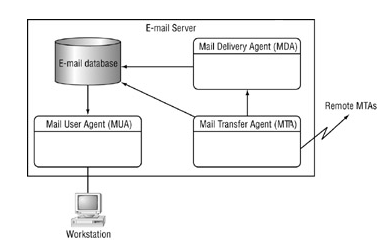 E-mail Server
Mail Delivery Agent (MDA)
E-mail database
Remote MTAs
Mail User Agent (MUA)
Mail Transfer Agent (MTA)
Workstation